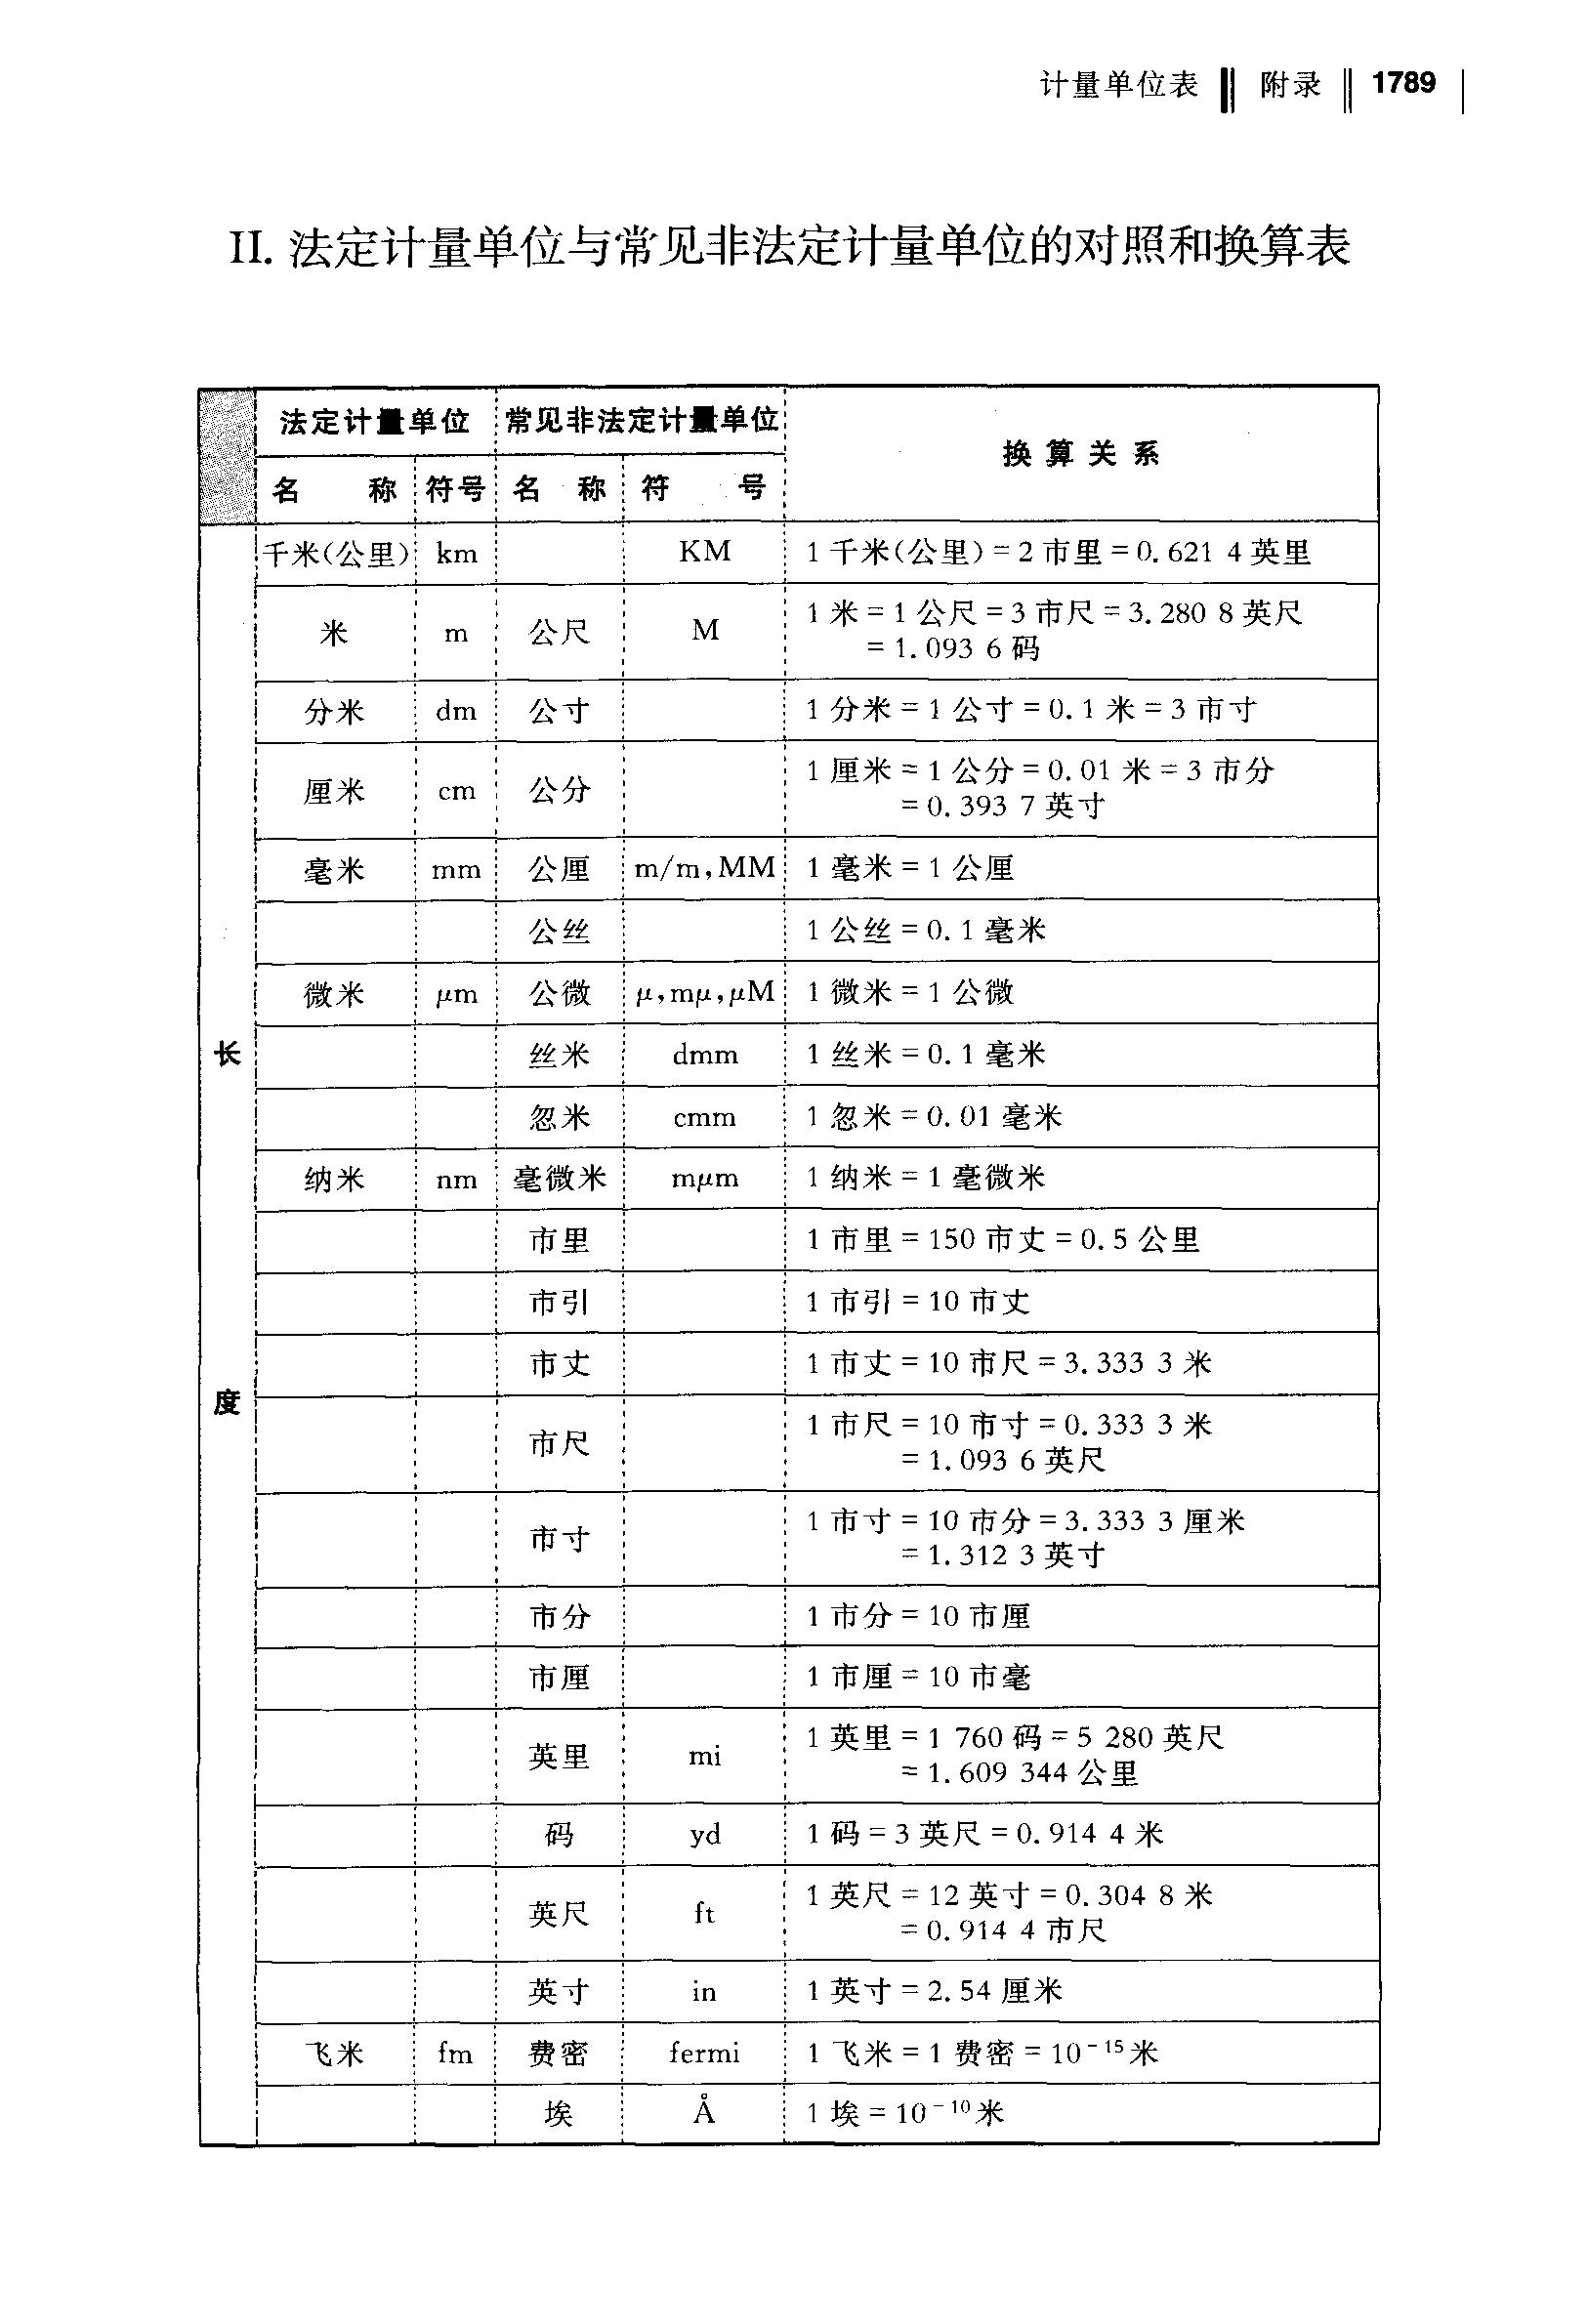 计量单位表 ‖ 附录 ‖ 1789
II. 法定计量单位与常见非法定计量单位的对照和换算表
法定计量单位 常见非法定计量单位 换算关系
名称 符号 名称 符号
长度
千米(公里) km KM 1 千米(公里) = 2 市里 = 0.621 4 英里
米 m 公尺 M 1 米 = 1 公尺 = 3 市尺 = 3.280 8 英尺
= 1.093 6 码
分米 dm 公寸 1 分米 = 1 公寸 = 0.1 米 = 3 市寸
厘米 cm 公分 1 厘米 = 1 公分 = 0.01 米 = 3 市分
= 0.393 7 英寸
毫米 mm 公厘 m/m,MM 1 毫米 = 1 公厘
公丝 1 公丝 = 0.1 毫米
微米 μm 公微 μ,mμ,μM 1 微米 = 1 公微
丝米 dmm 1 丝米 = 0.1 毫米
忽米 cmm 1 忽米 = 0.01 毫米
纳米 nm 毫微米 mμm 1 纳米 = 1 毫微米
市里 1 市里 = 150 市丈 = 0.5 公里
市引 1 市引 = 10 市丈
市丈 1 市丈 = 10 市尺 = 3.333 3 米
市尺 1 市尺 = 10 市寸 = 0.333 3 米
= 1.093 6 英尺
市寸 1 市寸 = 10 市分 = 3.333 3 厘米
= 1.312 3 英寸
市分 1 市分 = 10 市厘
市厘 1 市厘 = 10 市毫
英里 mi 1 英里 = 1 760 码 = 5 280 英尺
= 1.609 344 公里
码 yd 1 码 = 3 英尺 = 0.914 4 米
英尺 ft 1 英尺 = 12 英寸 = 0.304 8 米
= 0.914 4 市尺
英寸 in 1 英寸 = 2.54 厘米
飞米 fm 费密 fermi 1 飞米 = 1 费密 = 10⁻¹⁵米
埃 Å 1 埃 = 10⁻¹⁰米